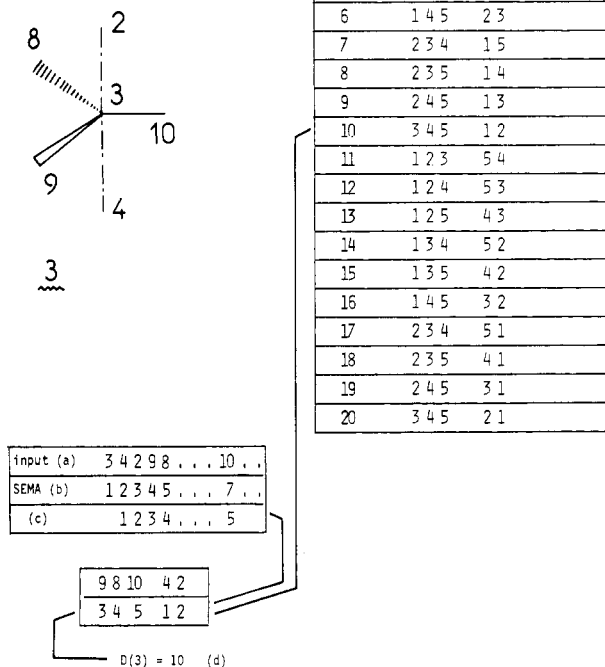 2
8
3
10
9
4
3
6 1 4 5 2 3
7 2 3 4 1 5
8 2 3 5 1 4
9 2 4 5 1 3
10 3 4 5 1 2
11 1 2 3 5 4
12 1 2 4 5 3
13 1 2 5 4 3
14 1 3 4 5 2
15 1 3 5 4 2
16 1 4 5 3 2
17 2 3 4 5 1
18 2 3 5 4 1
19 2 4 5 3 1
20 3 4 5 2 1
input (a) 3 4 2 9 8 . . . 10 . .
SEMA (b) 1 2 3 4 5 . . . 7 . .
(c) 1 2 3 4 . . . 5
9 8 10 4 2
3 4 5 1 2
D(3) = 10 (d)